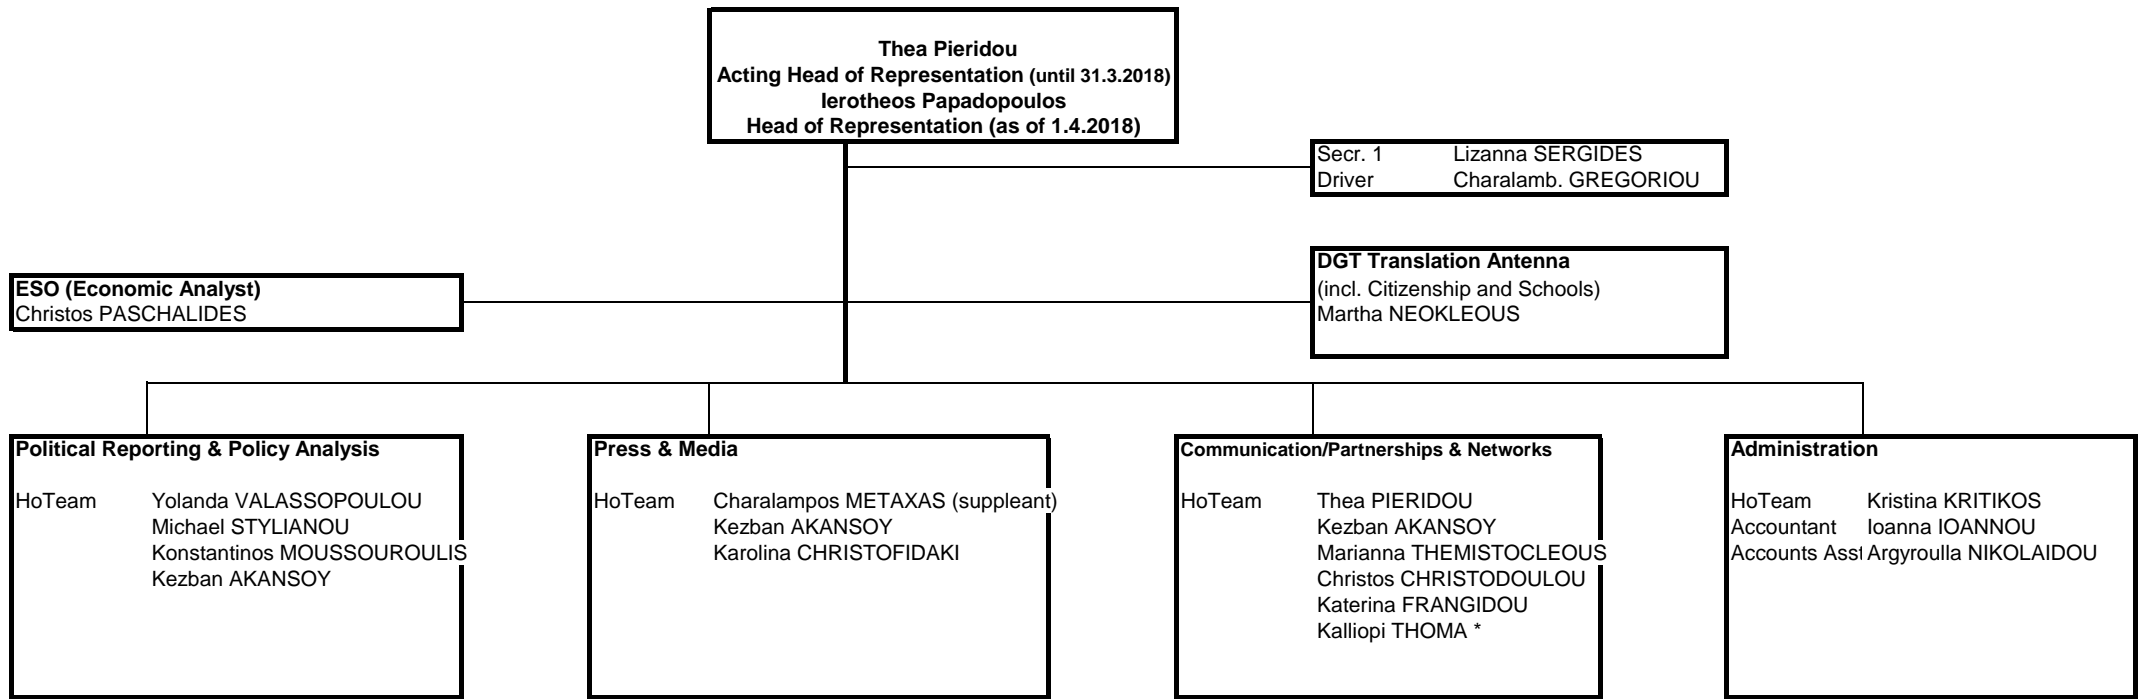 Thea Pieridou
Acting Head of Representation (until 31.3.2018)
Ierotheos Papadopoulos
Head of Representation (as of 1.4.2018)
Secr. 1 Lizanna SERGIDES
Driver Charalamb. GREGORIOU
ESO (Economic Analyst)
Christos PASCHALIDES
DGT Translation Antenna
(incl. Citizenship and Schools)
Martha NEOKLEOUS
Political Reporting & Policy Analysis
HoTeam Yolanda VALASSOPOULOU
Michael STYLIANOU
Konstantinos MOUSSOUROULIS
Kezban AKANSOY
Press & Media
HoTeam Charalampos METAXAS (suppleant)
Kezban AKANSOY
Karolina CHRISTOFIDAKI
Communication/Partnerships & Networks
HoTeam Thea PIERIDOU
Kezban AKANSOY
Marianna THEMISTOCLEOUS
Christos CHRISTODOULOU
Katerina FRANGIDOU
Kalliopi THOMA *
Administration
HoTeam Kristina KRITIKOS
Accountant Ioanna IOANNOU
Accounts Asst Argyroulla NIKOLAIDOU